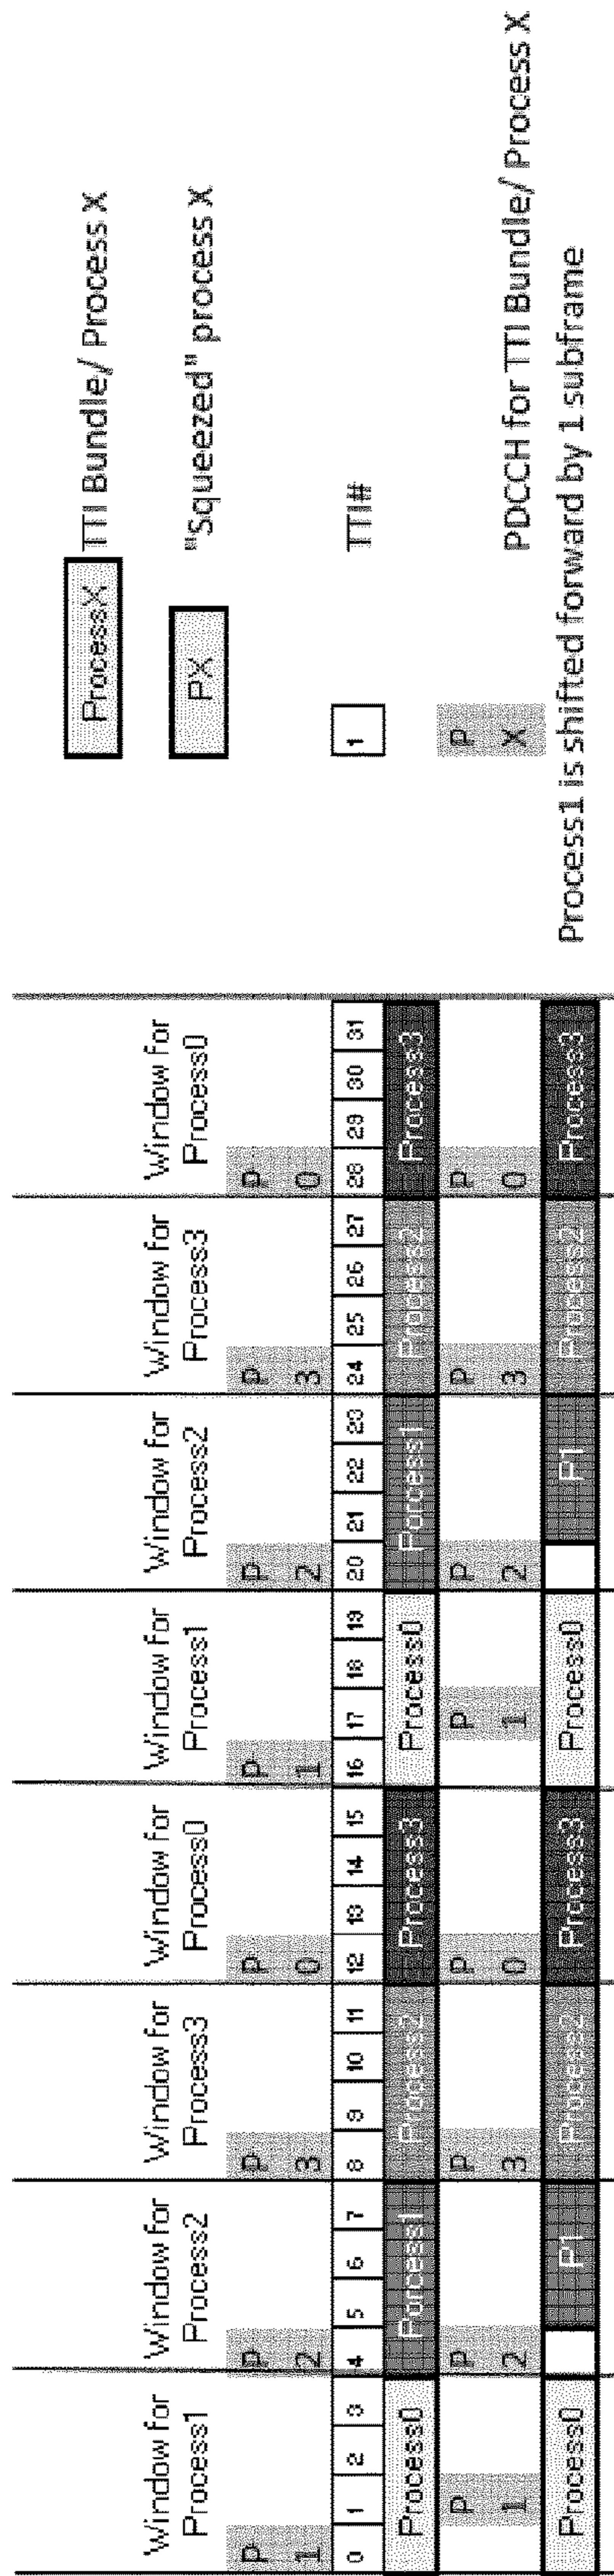 Window for
Process1
Window for
Process2
Window for
Process3
Window for
Process0
Window for
Process1
Window for
Process2
Window for
Process3
Window for
Process0
P P P P P P P P
1 2 3 0 1 2 3 0
0 1 2 3 4 5 6 7 8 9 10 11 12 13 14 15 16 17 18 19 20 21 22 23 24 25 26 27 28 29 30 31
Process0 Porcess1 Process2 Process3 Process0 Porcess1 Process2 Process3
P P P P P P P P
1 2 3 0 1 2 3 0
Process0 P1 Process2 Process3 Process0 P1 Process2 Process3
ProcessX TTI Bundle/ Process X
PX "Squeezed" process X
1 TTI#
P
X
PDCCH for TTI Bundle/ Process X
Process1 is shifted forward by 1 subframe